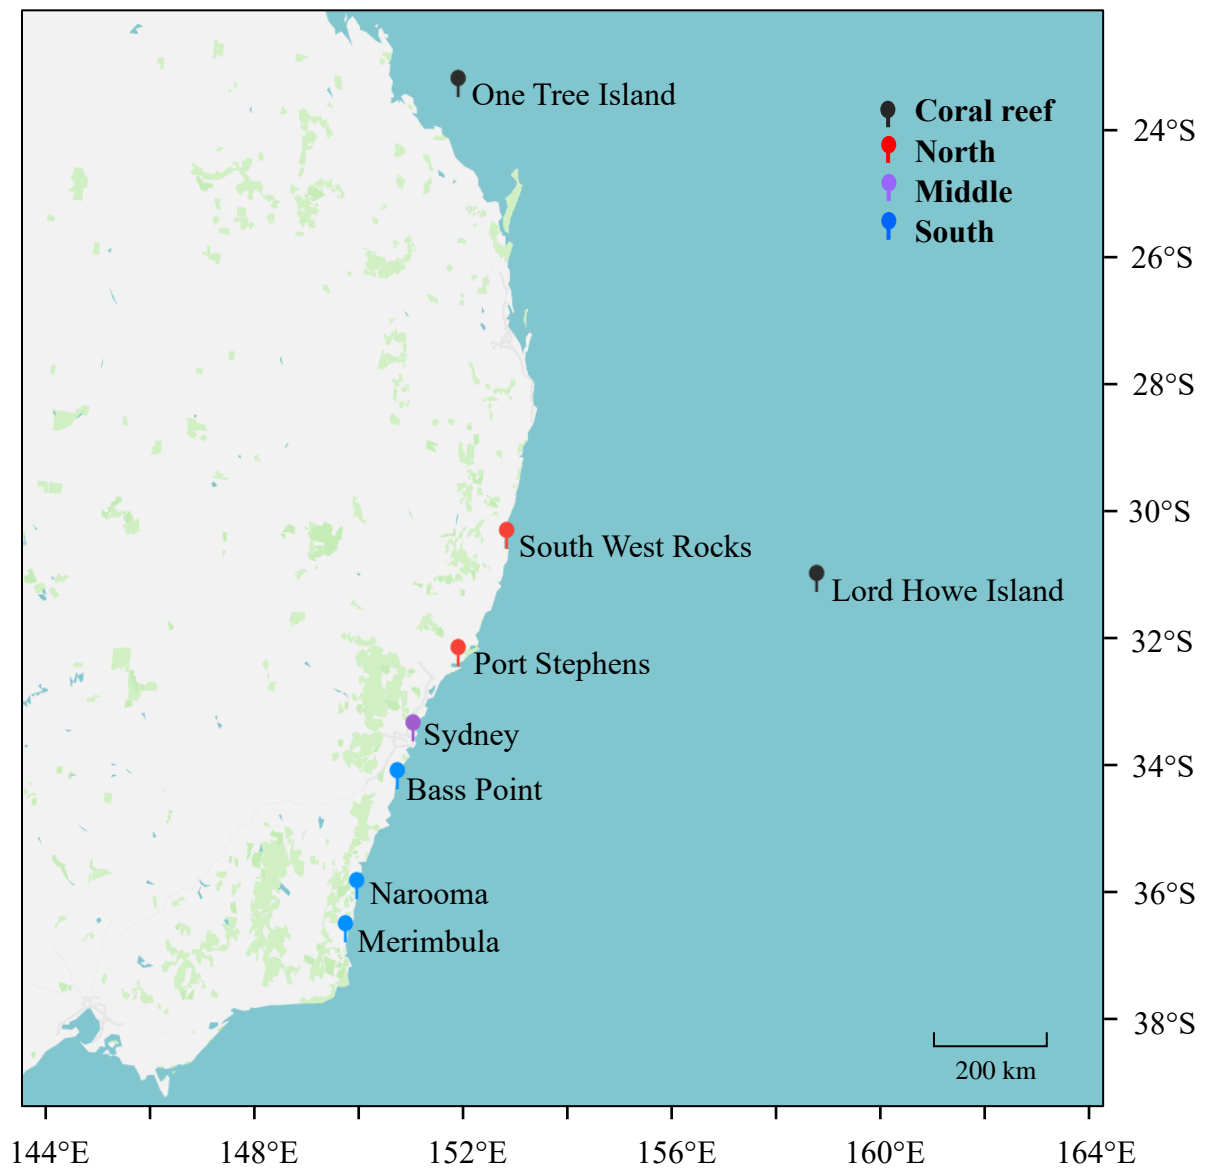 One Tree Island
Coral reef
North
Middle
South
24°S
26°S
28°S
30°S
South West Rocks
Lord Howe Island
32°S
Port Stephens
Sydney
34°S
Bass Point
36°S
Narooma
Merimbula
38°S
200 km
144°E 148°E 152°E 156°E 160°E 164°E